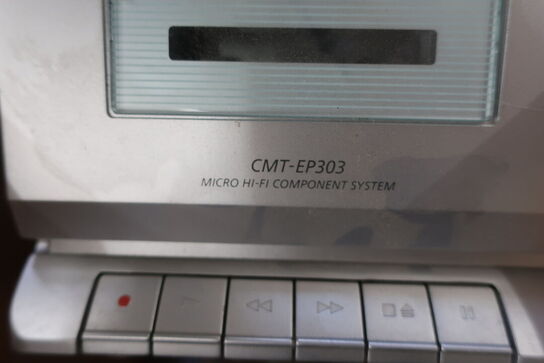 CMT-EP303
MICRO HI-FI COMPONENT SYSTEM